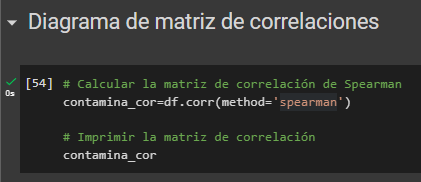 Diagrama de matriz de correlaciones
[54] # Calcular la matriz de correlación de Spearman
0s contamina_cor=df.corr(method='spearman')
# Imprimir la matriz de correlación
contamina_cor